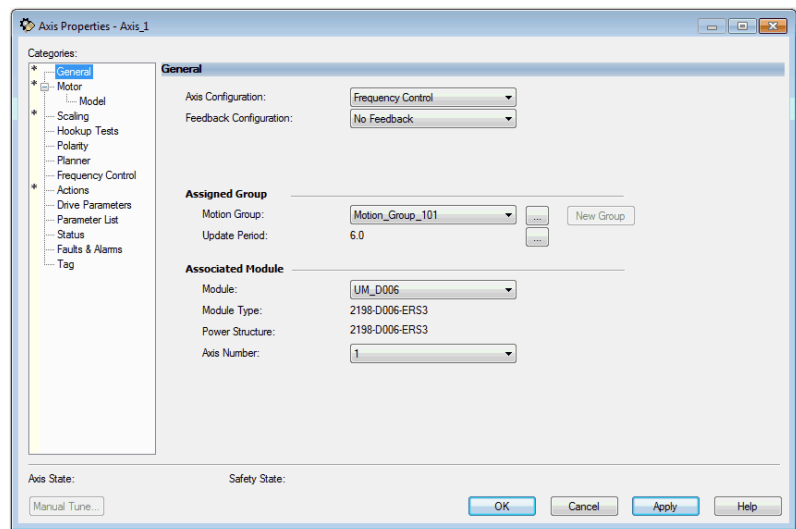 Axis Properties - Axis_1
Categories:
* General
* Motor
Model
* Scaling
Hookup Tests
Polarity
Planner
Frequency Control
* Actions
Drive Parameters
Parameter List
Status
Faults & Alarms
Tag
General
Axis Configuration: Frequency Control
Feedback Configuration: No Feedback
Assigned Group
Motion Group: Motion_Group_101 ... New Group
Update Period: 6.0 ...
Associated Module
Module: UM_D006
Module Type: 2198-D006-ERS3
Power Structure: 2198-D006-ERS3
Axis Number: 1
Axis State: Safety State:
Manual Tune... OK Cancel Apply Help